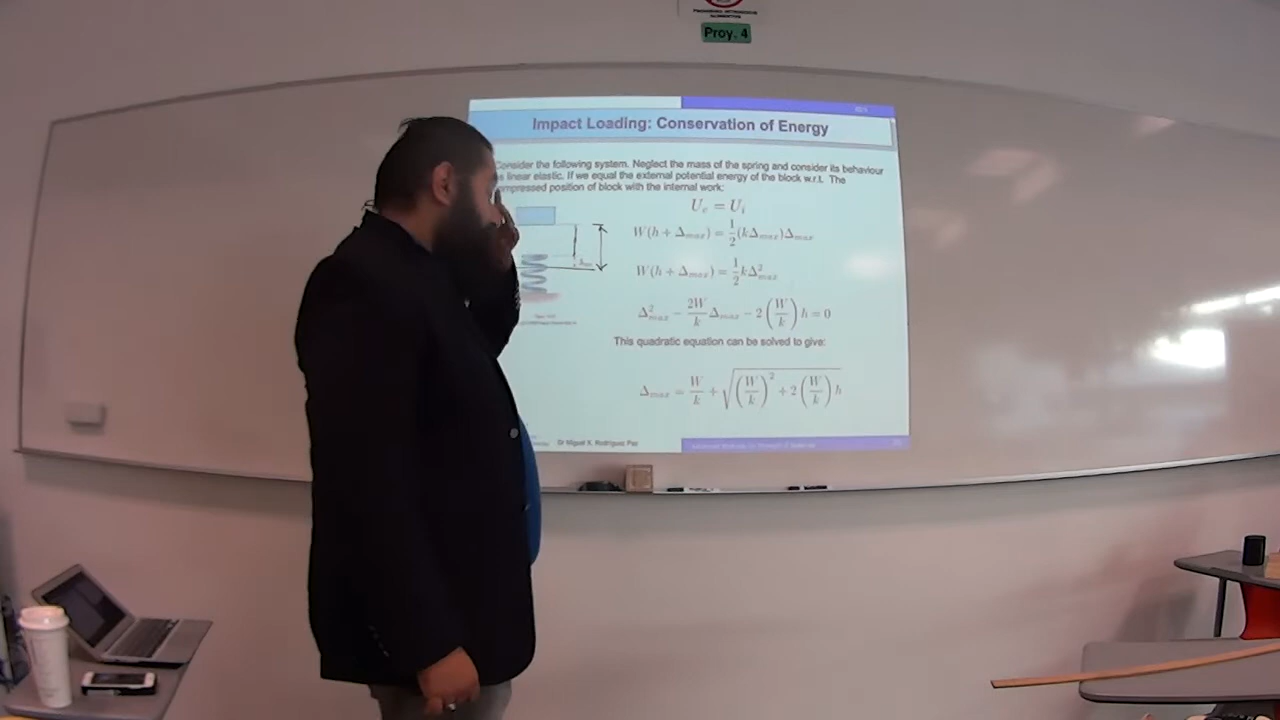 Proy. 4
Impact Loading: Conservation of Energy
Consider the following system. Neglect the mass of the spring and consider its behaviour
linear elastic. If we equal the external potential energy of the block w.r.t. The
compressed position of block with the internal work:
U_e = U_i
W(h + Δ_max) = 1/2 (kΔ_max)Δ_max
W(h + Δ_max) = 1/2 kΔ²_max
Δ²_max − 2W/k Δ_max − 2 (W/k) h = 0
This quadratic equation can be solved to give:
Δ_max = W/k + √((W/k)² + 2 (W/k) h)
Dr Miguel X. Rodriguez Paz